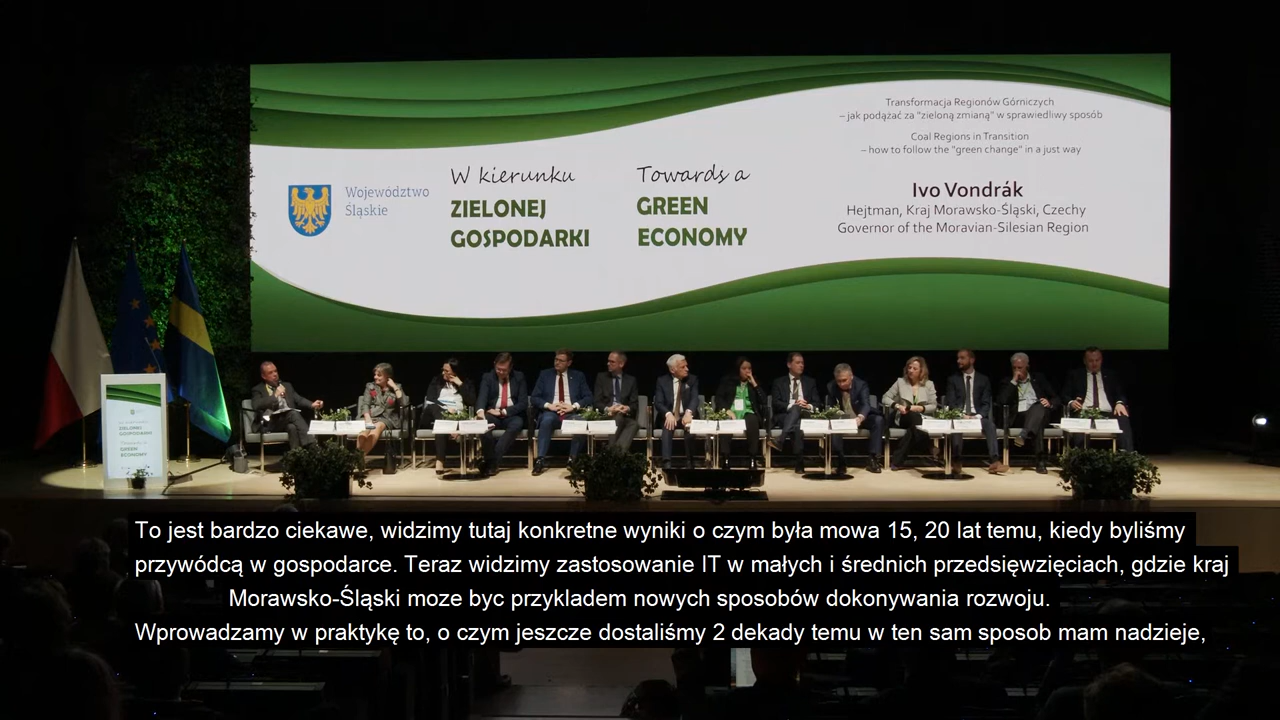 Transformacja Regionów Górniczych
– jak podążać za "zieloną zmianą" w sprawiedliwy sposób
Coal Regions in Transition
– how to follow the "green change" in a just way
Województwo
Śląskie
W kierunku
ZIELONEJ
GOSPODARKI
Towards a
GREEN
ECONOMY
Ivo Vondrák
Hejtman, Kraj Morawsko-Śląski, Czechy
Governor of the Moravian-Silesian Region
ZIELONEJ
GOSPODARKI
Towards a
GREEN
ECONOMY
To jest bardzo ciekawe, widzimy tutaj konkretne wyniki o czym była mowa 15, 20 lat temu, kiedy byliśmy
przywódcą w gospodarce. Teraz widzimy zastosowanie IT w małych i średnich przedsięwzięciach, gdzie kraj
Morawsko-Śląski moze byc przykladem nowych sposobów dokonywania rozwoju.
Wprowadzamy w praktykę to, o czym jeszcze dostaliśmy 2 dekady temu w ten sam sposob mam nadzieje,